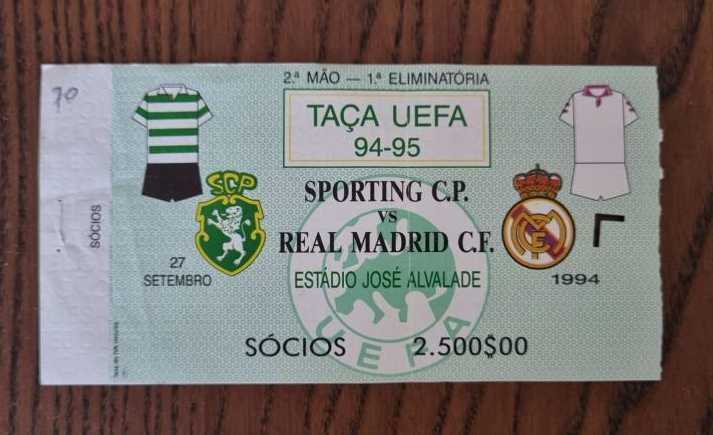 70
2.ª MÃO — 1.ª ELIMINATÓRIA
TAÇA UEFA
94-95
SCP
SPORTING C.P.
vs
REAL MADRID C.F.
ESTÁDIO JOSÉ ALVALADE
27
SETEMBRO
1994
SÓCIOS
UEFA
SÓCIOS 2.500$00